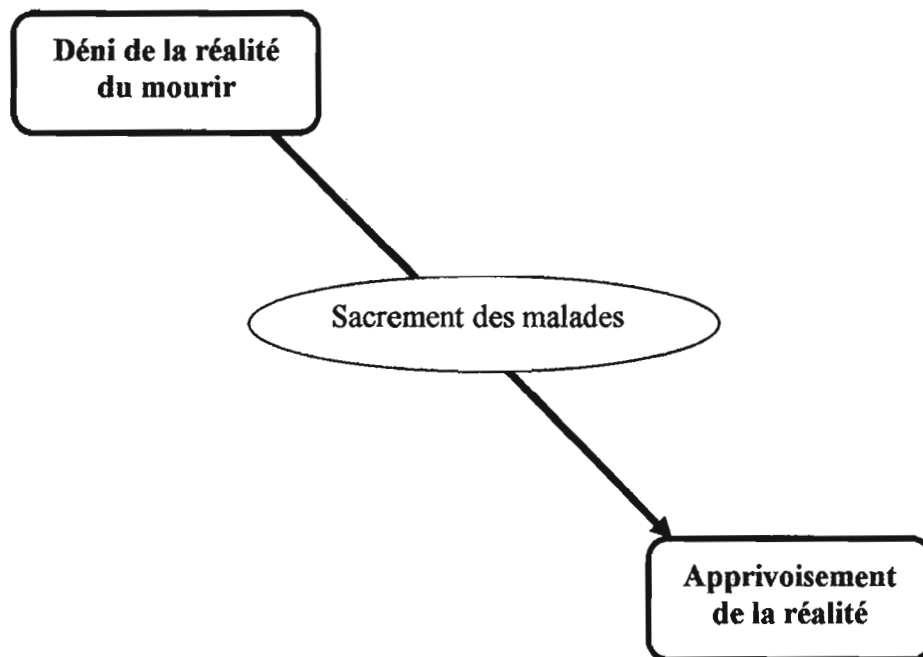 Déni de la réalité
du mourir
Sacrement des malades
Apprivoisement
de la réalité